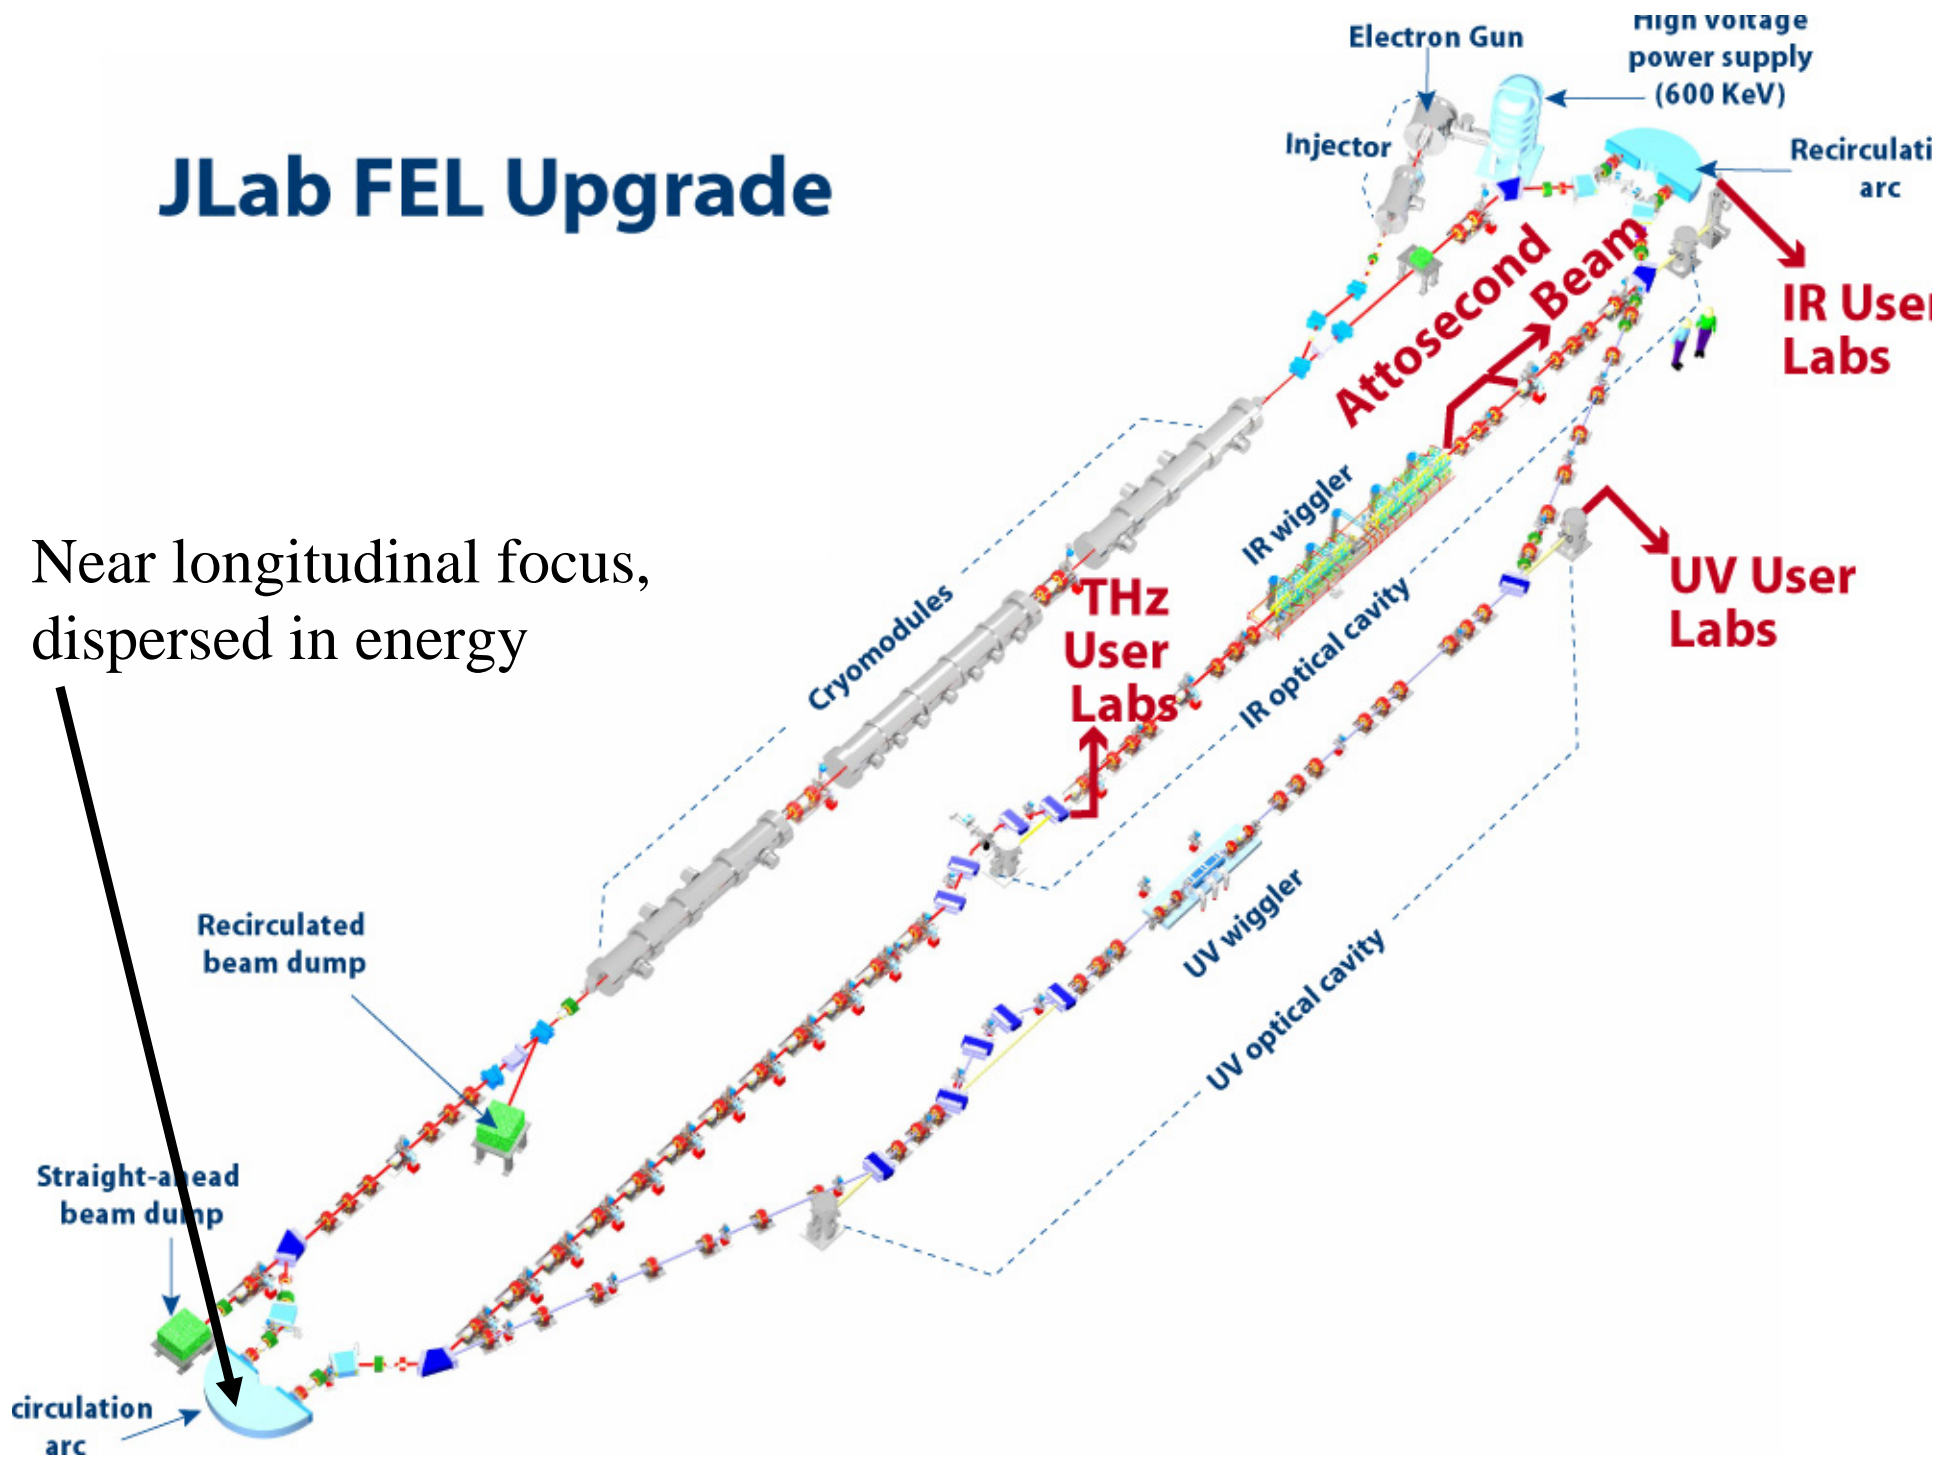 Electron Gun
High voltage
power supply
(600 KeV)
Injector
Recirculati
arc
JLab FEL Upgrade
Attosecond
Beam
IR User
Labs
IR wiggler
Near longitudinal focus,
dispersed in energy
Cryomodules
THz
User
Labs
IR optical cavity
UV User
Labs
UV wiggler
UV optical cavity
Recirculated
beam dump
Straight-ahead
beam dump
circulation
arc